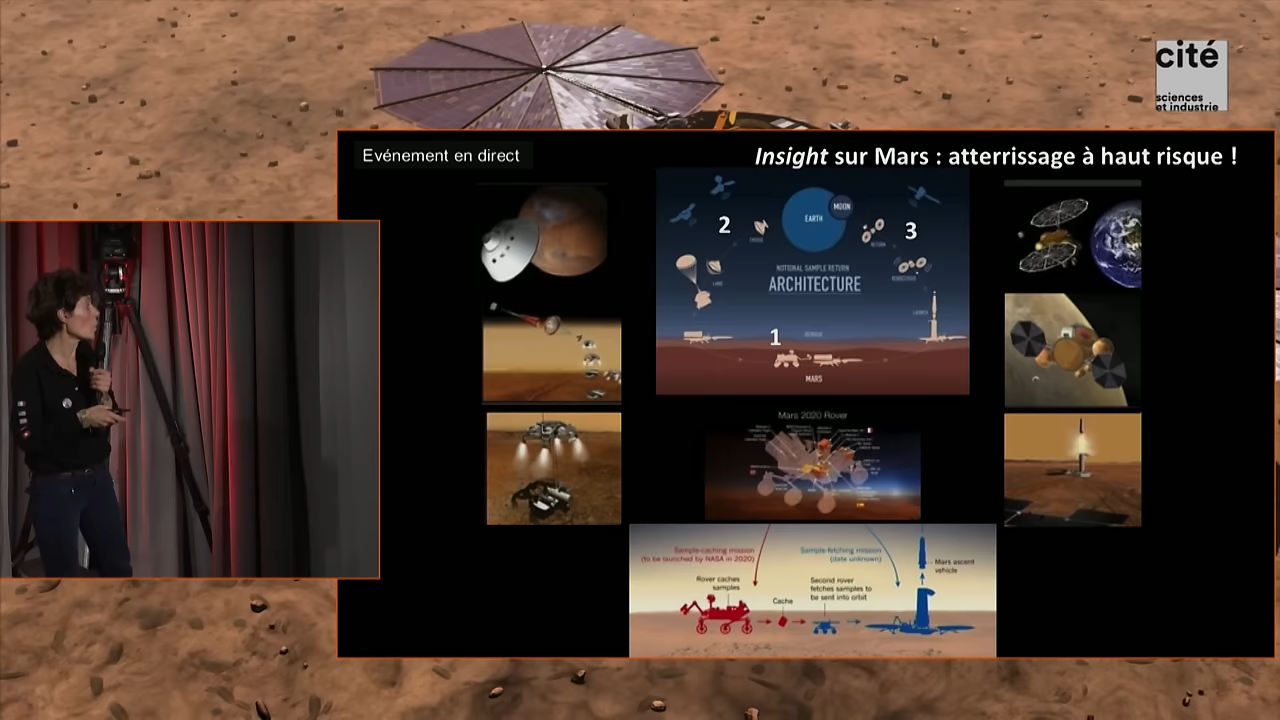 cité
sciences
et industrie
Evénement en direct
Insight sur Mars : atterrissage à haut risque !
2
EARTH
MOON
3
NOTIONAL SAMPLE RETURN
ARCHITECTURE
1
MARS
Mars 2020 Rover
Sample-caching mission
(to be launched by NASA in 2020)
Sample-fetching mission
(date unknown)
Mars ascent
vehicle
Rover caches
samples
Cache
Second rover
fetches samples to
be sent into orbit